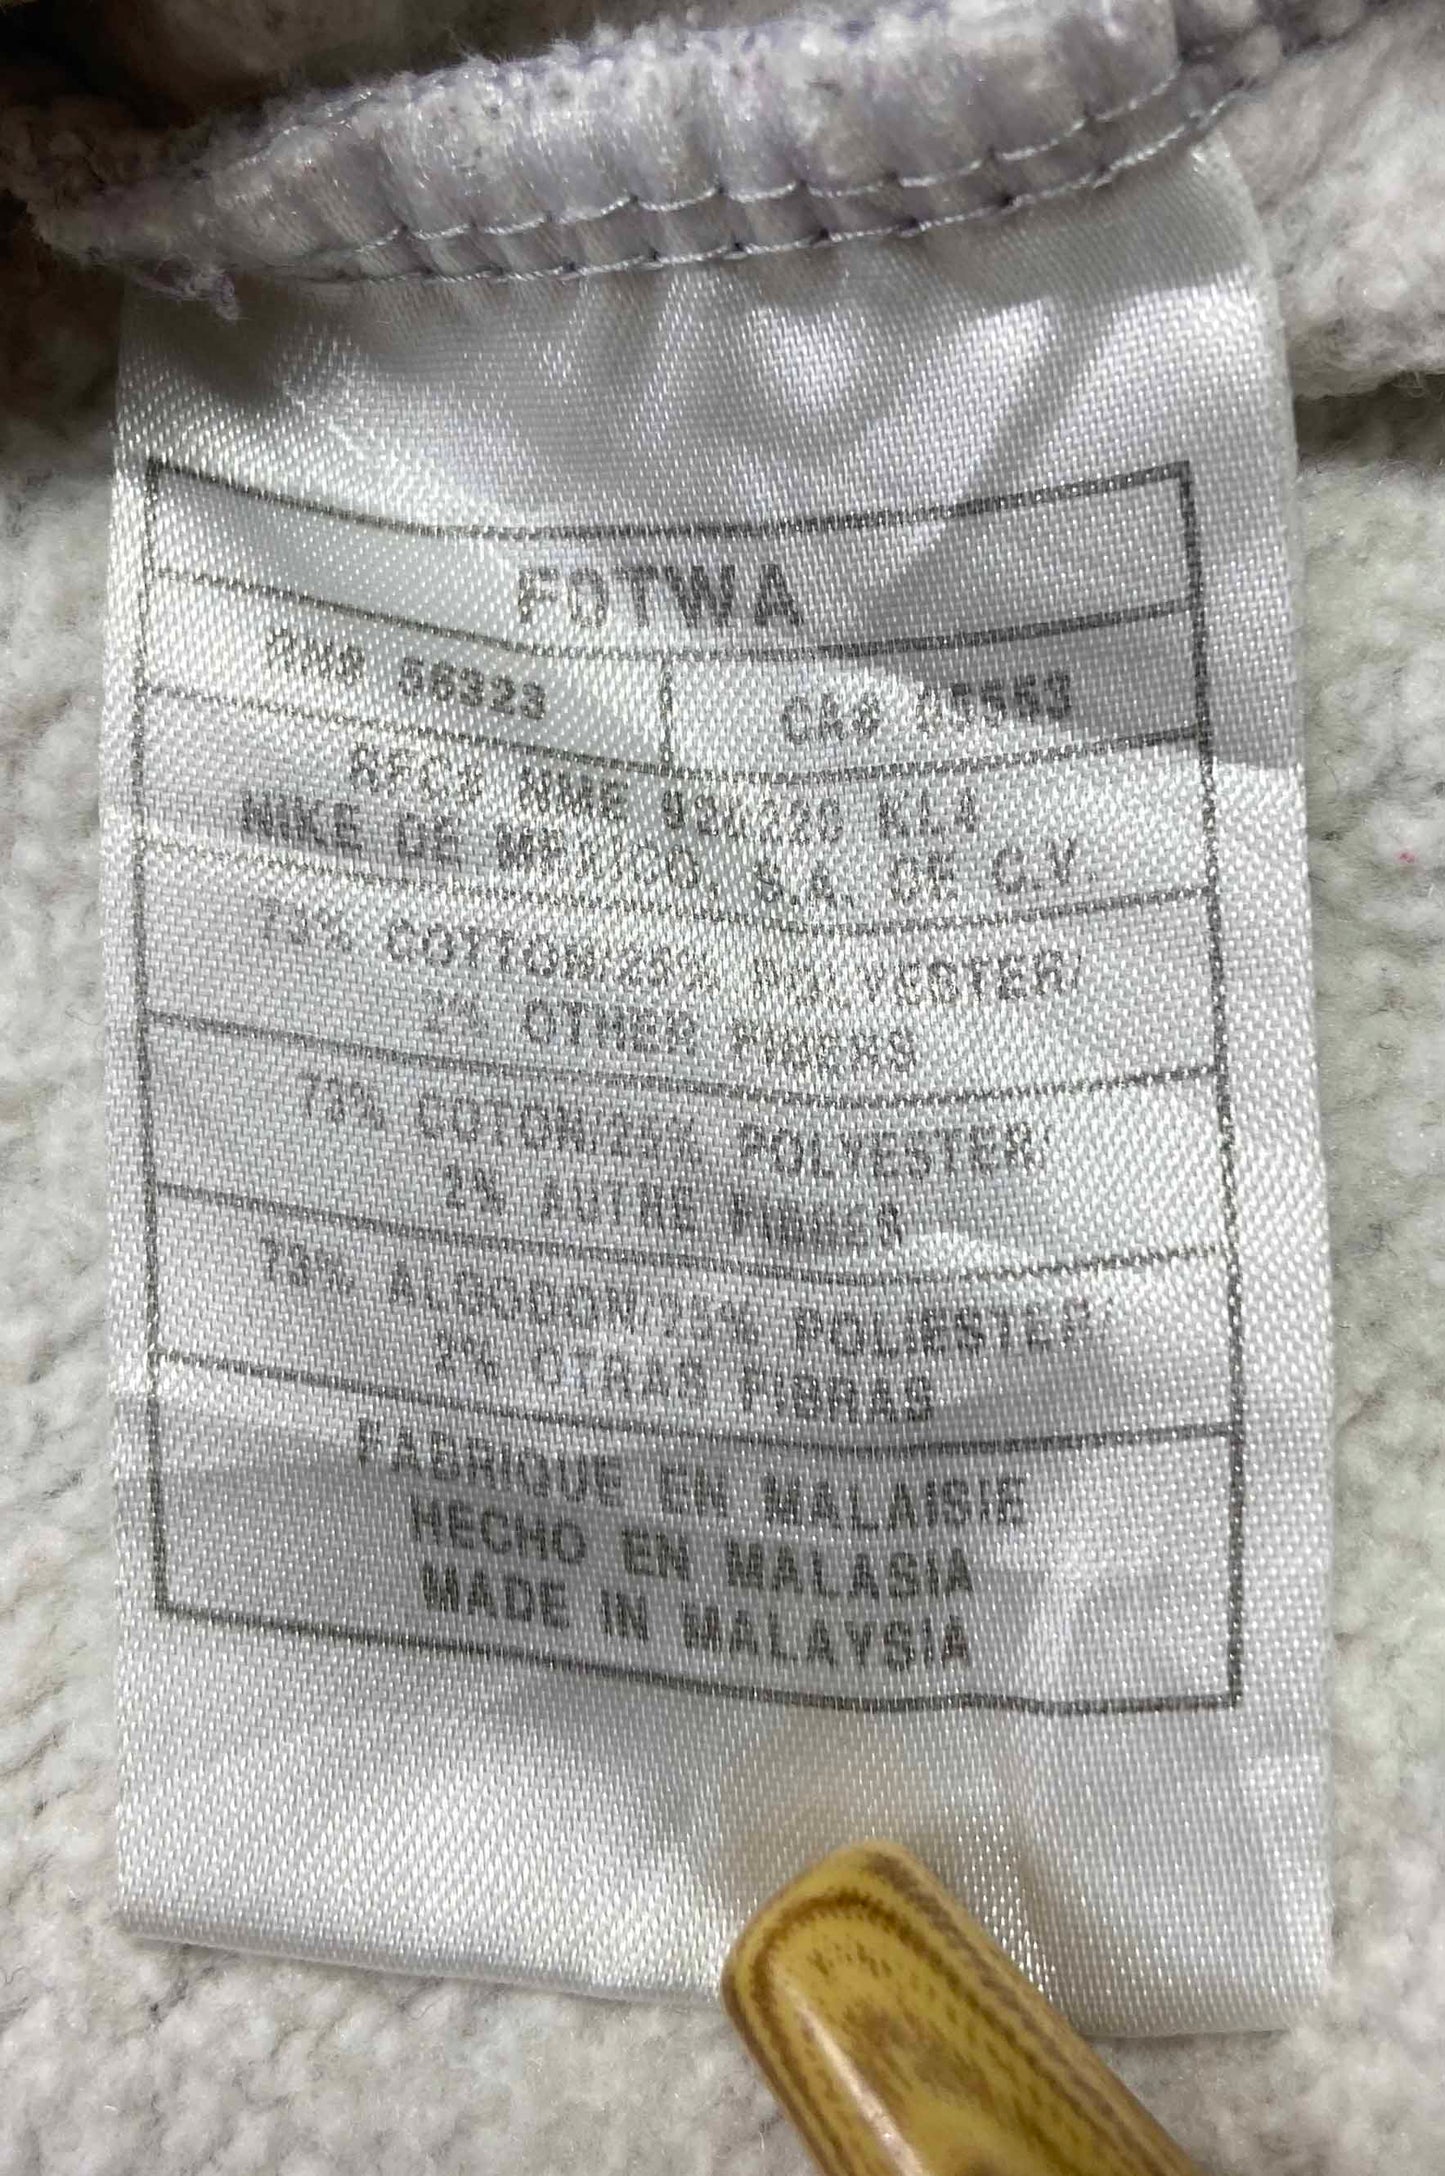 FOTWA
RN# 56323 CA# 05553
RFC# NME KL4
NIKE DE MEXICO, S.A. DE C.V.
73% COTTON/25% POLYESTER/
2% OTHER FIBERS
73% COTON/25% POLYESTER/
2% AUTRE FIBRES
73% ALGODON/25% POLIESTER/
2% OTRAS FIBRAS
FABRIQUE EN MALAISIE
HECHO EN MALASIA
MADE IN MALAYSIA